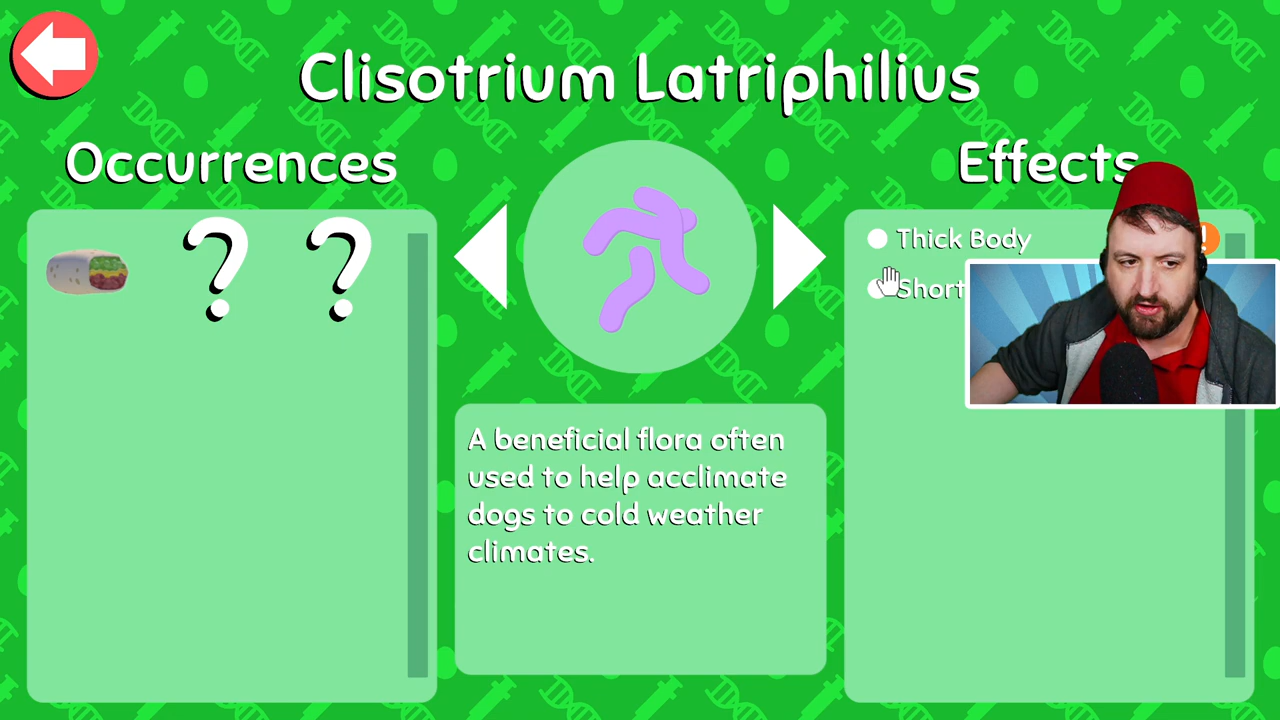 Clisotrium Latriphilius
Occurrences
? ?
A beneficial flora often
used to help acclimate
dogs to cold weather
climates.
Effects
Thick Body
!
Short